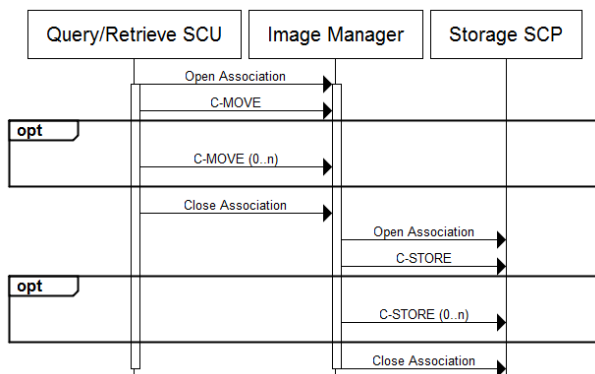 Query/Retrieve SCU
Image Manager
Storage SCP
Open Association
C-MOVE
opt
C-MOVE (0..n)
Close Association
Open Association
C-STORE
opt
C-STORE (0..n)
Close Association